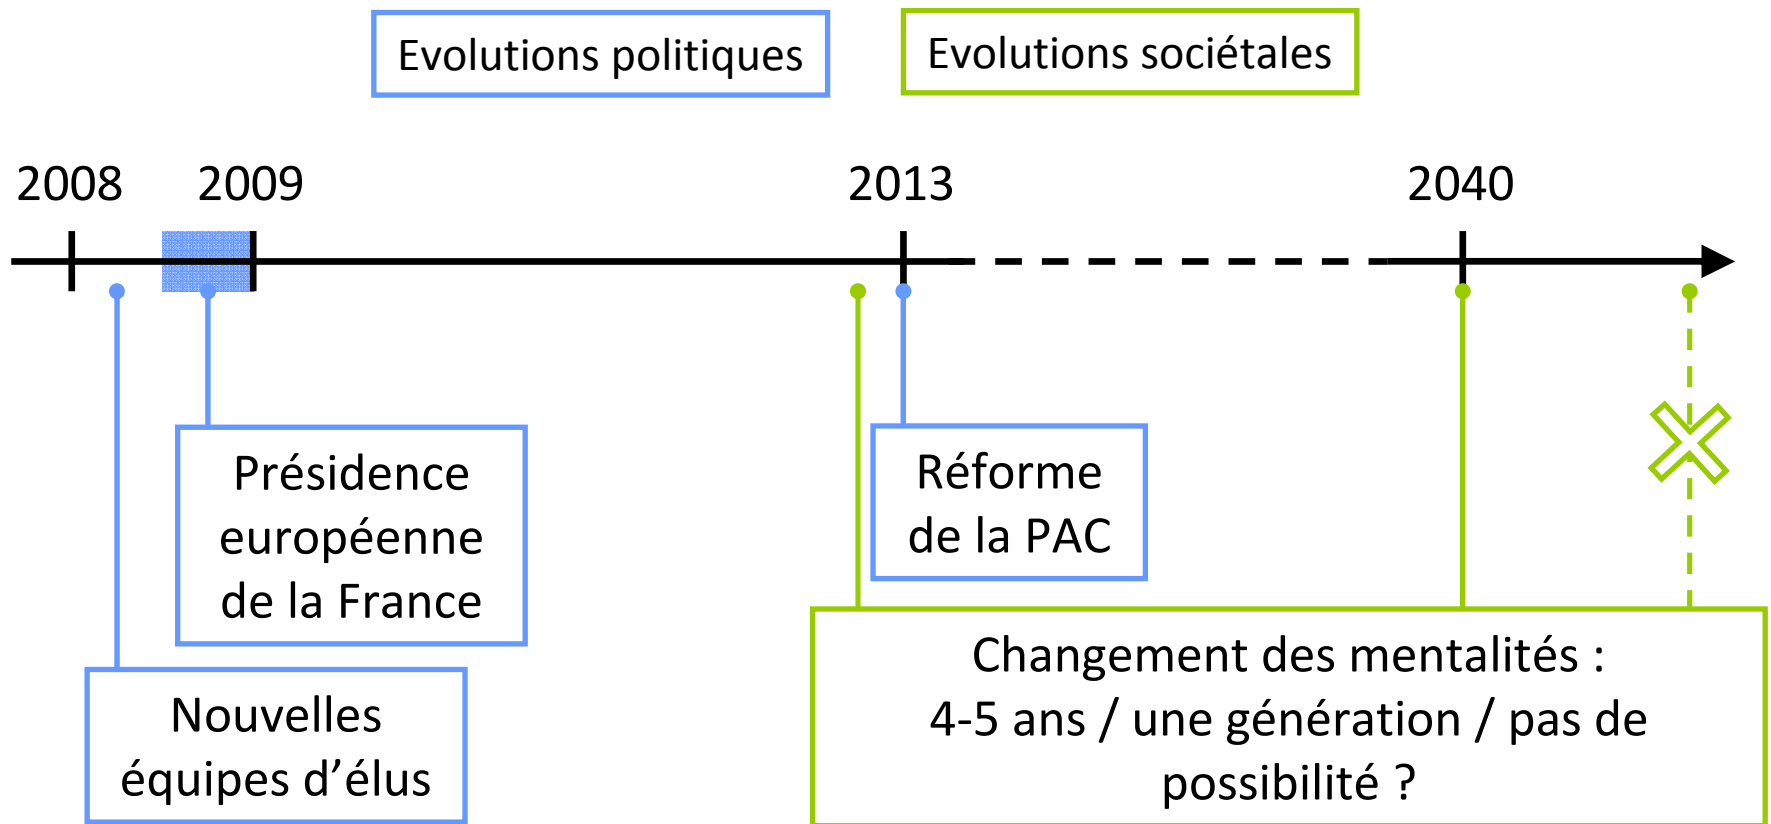 Evolutions politiques
Evolutions sociétales
2008
2009
2013
2040
Présidence
européenne
de la France
Réforme
de la PAC
Nouvelles
équipes d’élus
Changement des mentalités :
4-5 ans / une génération / pas de
possibilité ?